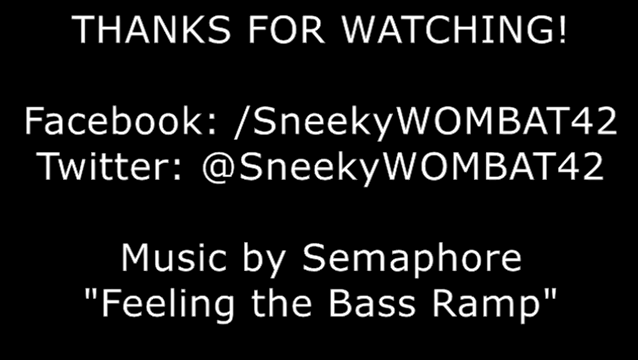 THANKS FOR WATCHING!
Facebook: /SneekyWOMBAT42
Twitter: @SneekyWOMBAT42
Music by Semaphore
"Feeling the Bass Ramp"